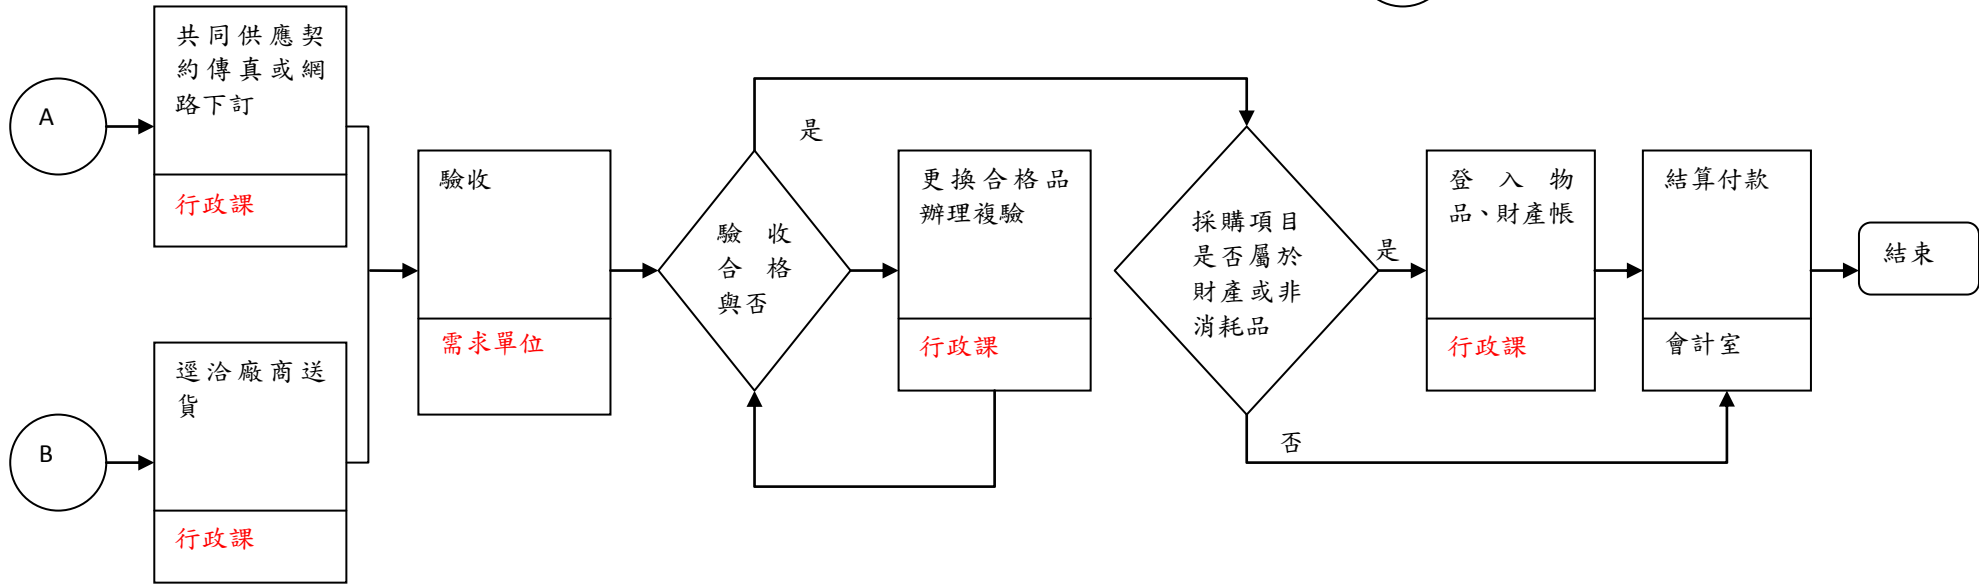 A
共同供應契
約傳真或網
路下訂
行政課
B
逕洽廠商送
貨
行政課
驗收
需求單位
驗收
合格
與否
是
更換合格品
辦理複驗
行政課
採購項目
是否屬於
財產或非
消耗品
是
否
登入物
品、財產帳
行政課
結算付款
會計室
結束